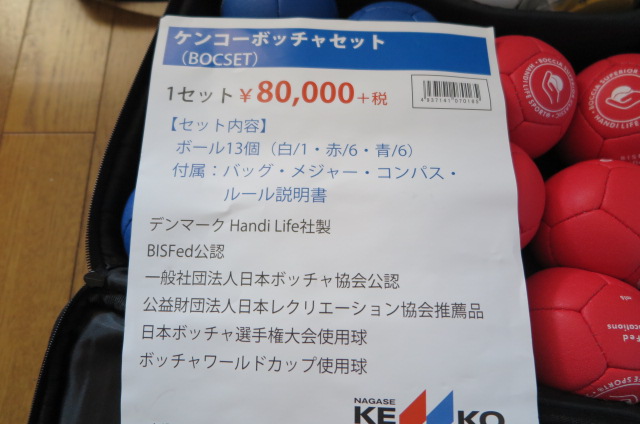 ケンコーボッチャセット
(BOCSET)
1セット ¥80,000+税
【セット内容】
ボール13個（白/1・赤/6・青/6）
付属：バッグ・メジャー・コンパス・
ルール説明書
デンマーク Handi Life社製
BISFed公認
一般社団法人日本ボッチャ協会公認
公益財団法人日本レクリエーション協会推薦品
日本ボッチャ選手権大会使用球
ボッチャワールドカップ使用球
NAGASE
KENKO
BOCCIA SUPERIOR
HANDI LIFE